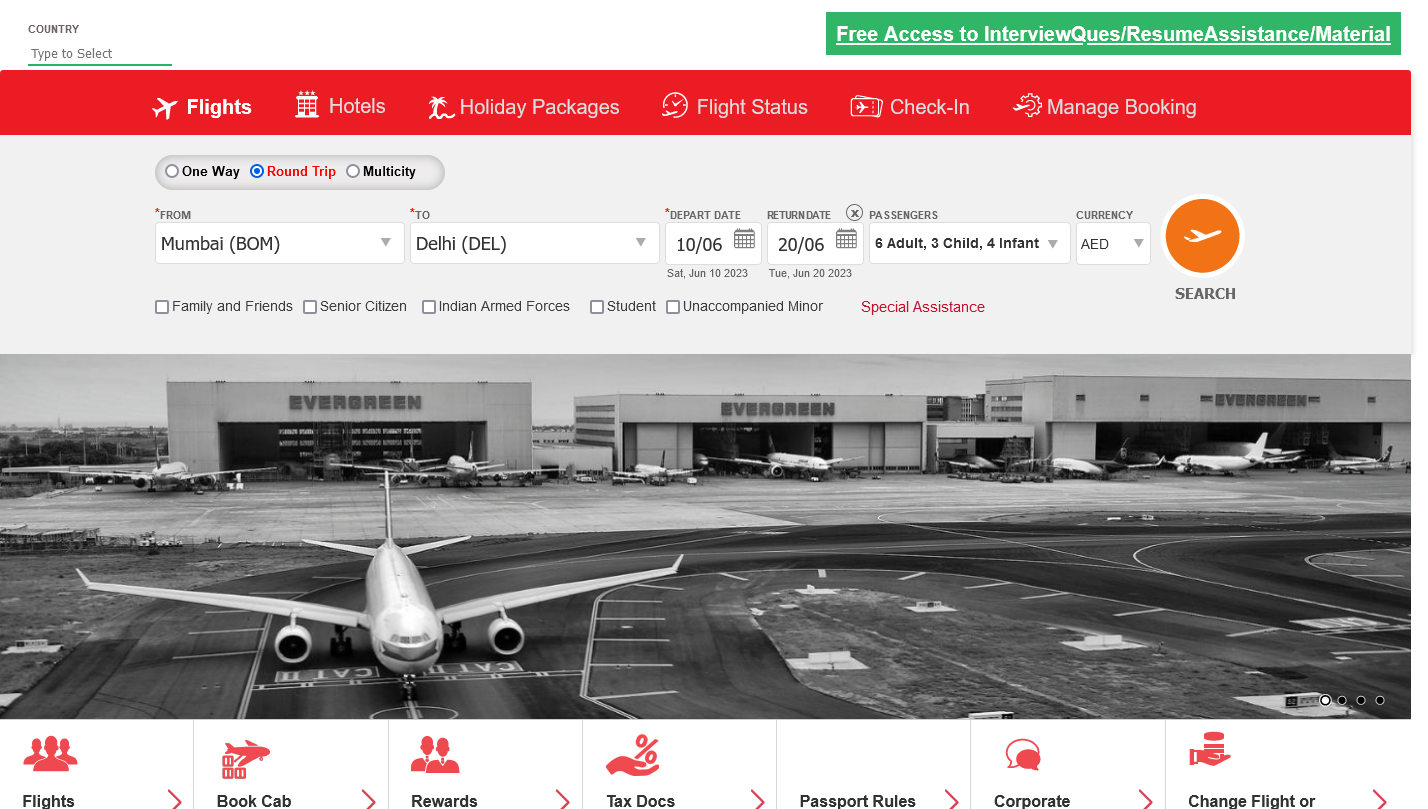 COUNTRY
Type to Select
Free Access to InterviewQues/ResumeAssistance/Material
Flights
Hotels
Holiday Packages
Flight Status
Check-In
Manage Booking
One Way
Round Trip
Multicity
*FROM
*TO
*DEPART DATE
RETURNDATE
X
PASSENGERS
CURRENCY
Mumbai (BOM)
Delhi (DEL)
10/06
20/06
6 Adult, 3 Child, 4 Infant
AED
Sat, Jun 10 2023
Tue, Jun 20 2023
SEARCH
Family and Friends
Senior Citizen
Indian Armed Forces
Student
Unaccompanied Minor
Special Assistance
EVERGREEN
EVERGREEN
EVERGREEN
CAT II
CAT II
Flights
Book Cab
Rewards
Tax Docs
Passport Rules
Corporate
Change Flight or